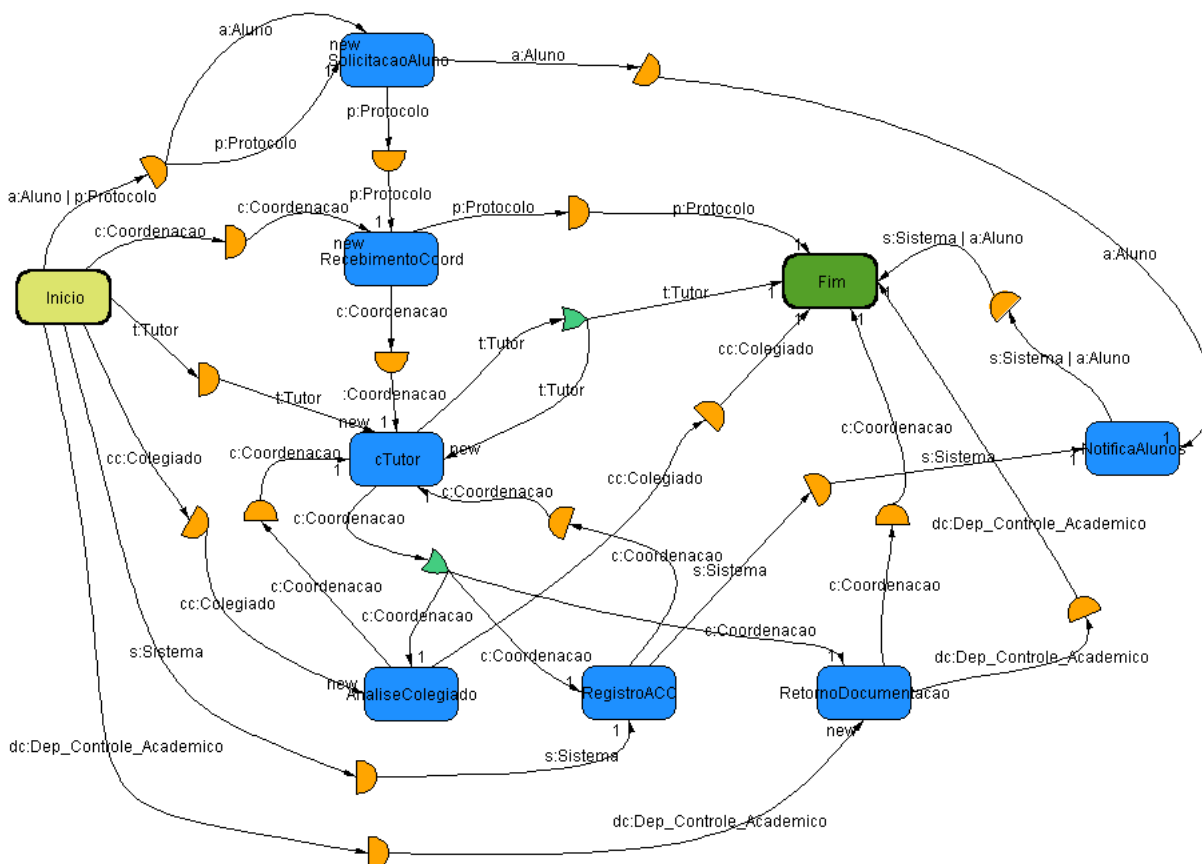 a:Aluno
new
SolicitacaoAluno
1
a:Aluno
p:Protocolo
p:Protocolo
a:Aluno | p:Protocolo
p:Protocolo
c:Coordenacao
c:Coordenacao
1
new
RecebimentoCoord
p:Protocolo
p:Protocolo
1
s:Sistema | a:Aluno
a:Aluno
Inicio
Fim
1
1
1
1
t:Tutor
c:Coordenacao
t:Tutor
t:Tutor
cc:Colegiado
s:Sistema | a:Aluno
t:Tutor
:Coordenacao
t:Tutor
new
1
new
cTutor
1
1
c:Coordenacao
cc:Colegiado
c:Coordenacao
cc:Colegiado
c:Coordenacao
s:Sistema
1
NotificaAlunos
1
c:Coordenacao
c:Coordenacao
dc:Dep_Controle_Academico
c:Coordenacao
s:Sistema
c:Coordenacao
cc:Colegiado
c:Coordenacao
c:Coordenacao
c:Coordenacao
s:Sistema
1
1
1
dc:Dep_Controle_Academico
new
AnaliseColegiado
RegistroACC
RetornoDocumentacao
1
new
dc:Dep_Controle_Academico
s:Sistema
dc:Dep_Controle_Academico